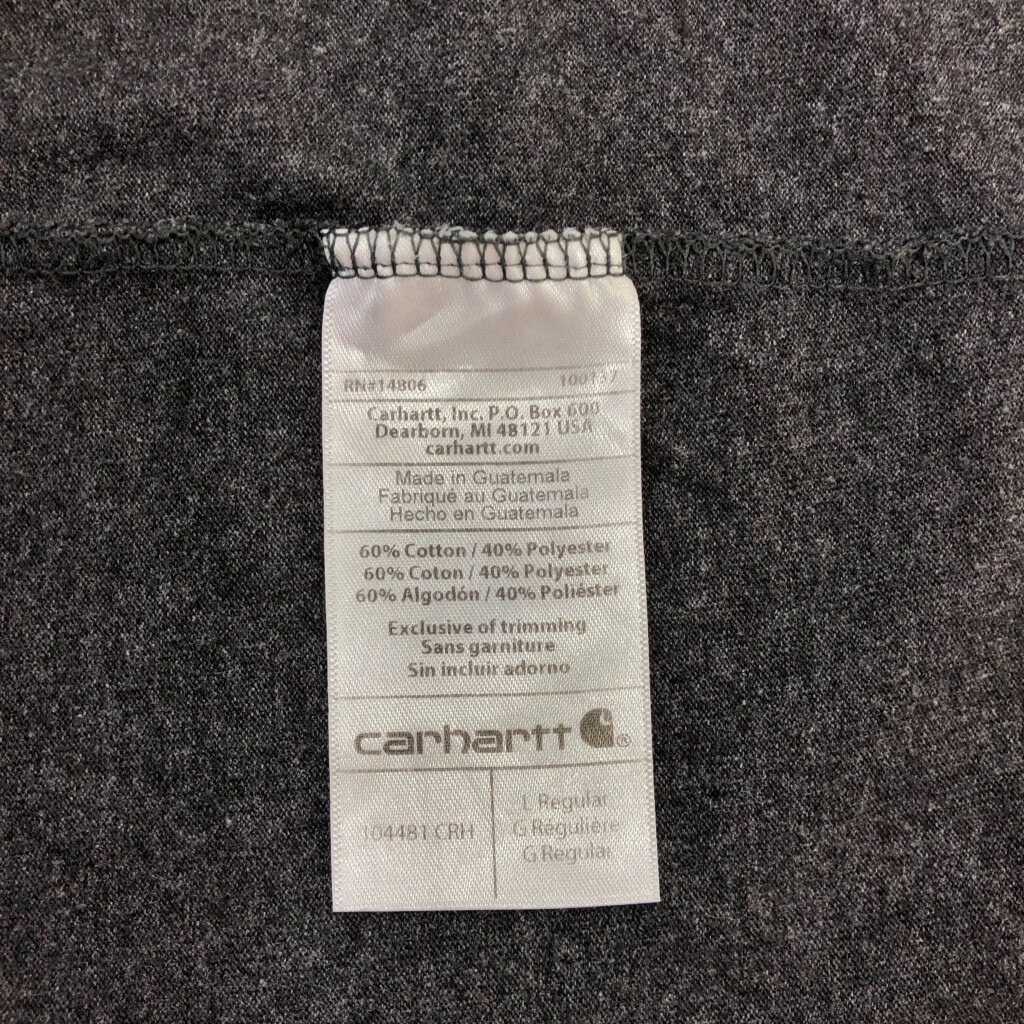 RN#14806 100137
Carhartt, Inc. P.O. Box 600
Dearborn, MI 48121 USA
carhartt.com
Made in Guatemala
Fabriqué au Guatemala
Hecho en Guatemala
60% Cotton / 40% Polyester
60% Coton / 40% Polyester
60% Algodón / 40% Poliéster
Exclusive of trimming
Sans garniture
Sin incluir adorno
carhartt®
104481 CRH
L Regular
G Régulière
G Regular